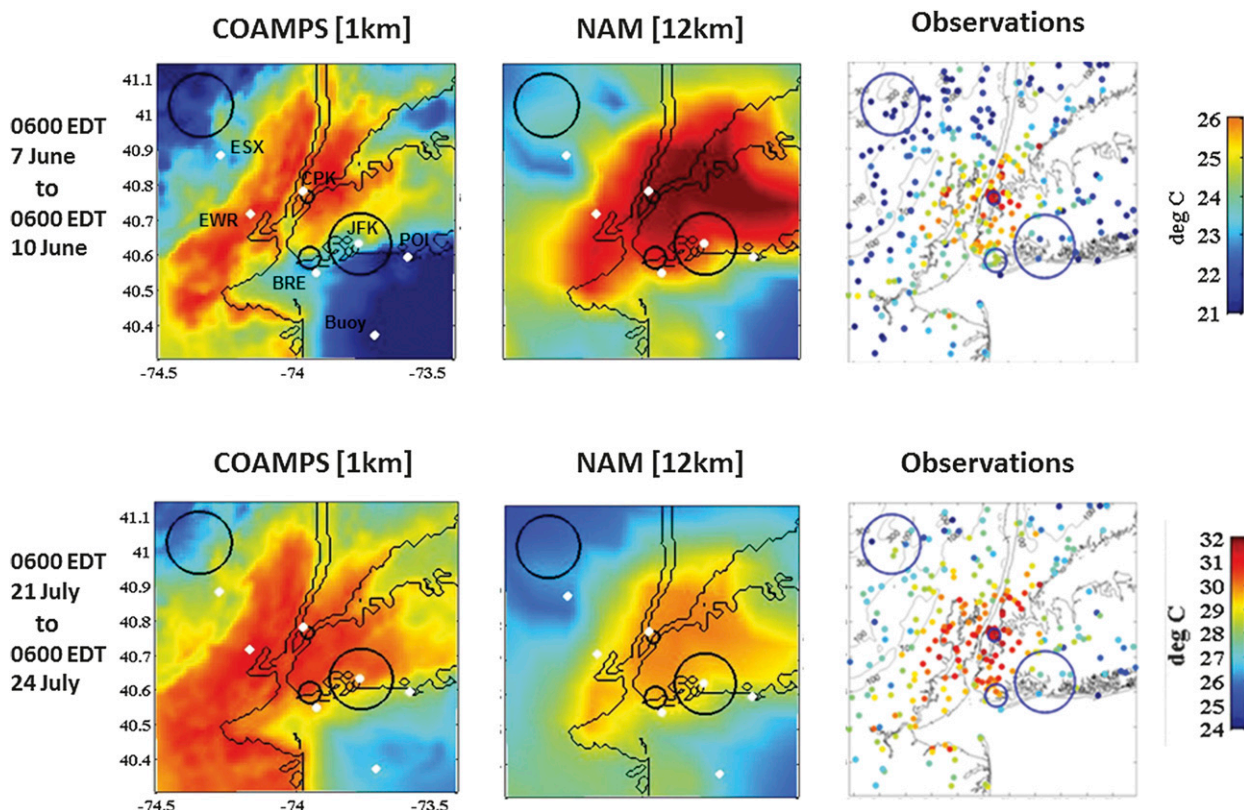 COAMPS [1km] NAM [12km] Observations
0600 EDT
7 June
to
0600 EDT
10 June
41.1
41
40.9
40.8
40.7
40.6
40.5
40.4
ESX
CPK
EWR
JFK
POI
BRE
Buoy
-74.5 -74 -73.5
100
100
26
25
24
23
22
21
deg C
COAMPS [1km] NAM [12km] Observations
0600 EDT
21 July
to
0600 EDT
24 July
41.1
41
40.9
40.8
40.7
40.6
40.5
40.4
-74.5 -74 -73.5
100
100
32
31
30
29
28
27
26
25
24
deg C